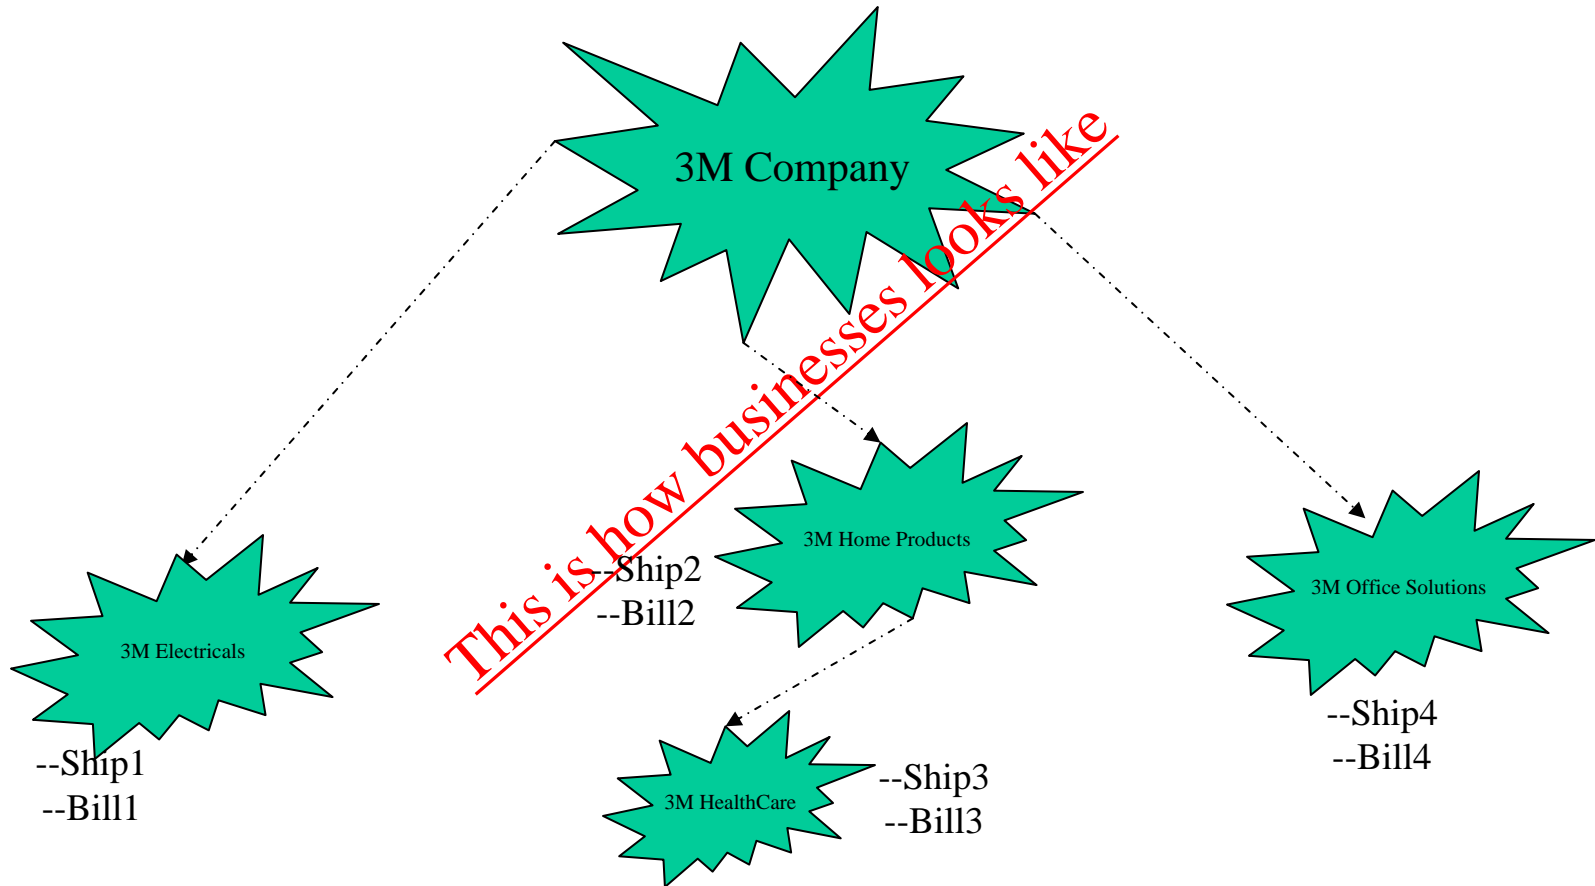 3M Company
This is how businesses looks like
3M Home Products
--Ship2
--Bill2
3M Office Solutions
--Ship4
--Bill4
3M Electricals
--Ship1
--Bill1
3M HealthCare
--Ship3
--Bill3